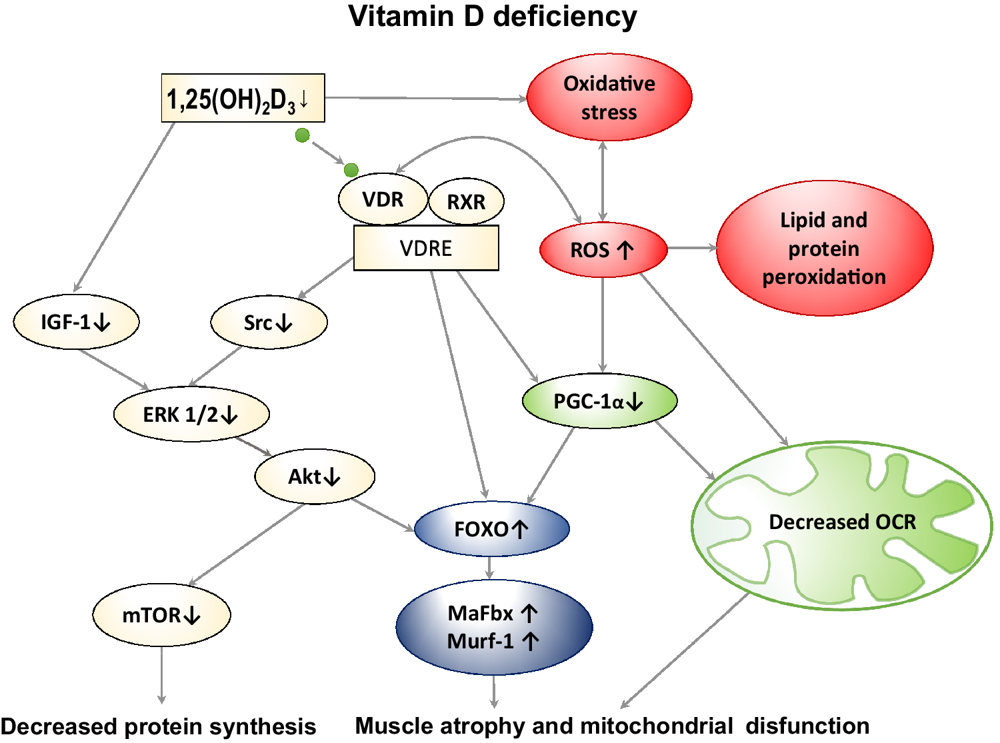 Vitamin D deficiency
1,25(OH)₂D₃↓
Oxidative
stress
VDR
RXR
VDRE
ROS ↑
Lipid and
protein
peroxidation
IGF-1↓
Src↓
ERK 1/2↓
PGC-1α↓
Akt↓
FOXO↑
Decreased OCR
mTOR↓
MaFbx ↑
Murf-1 ↑
Decreased protein synthesis
Muscle atrophy and mitochondrial disfunction